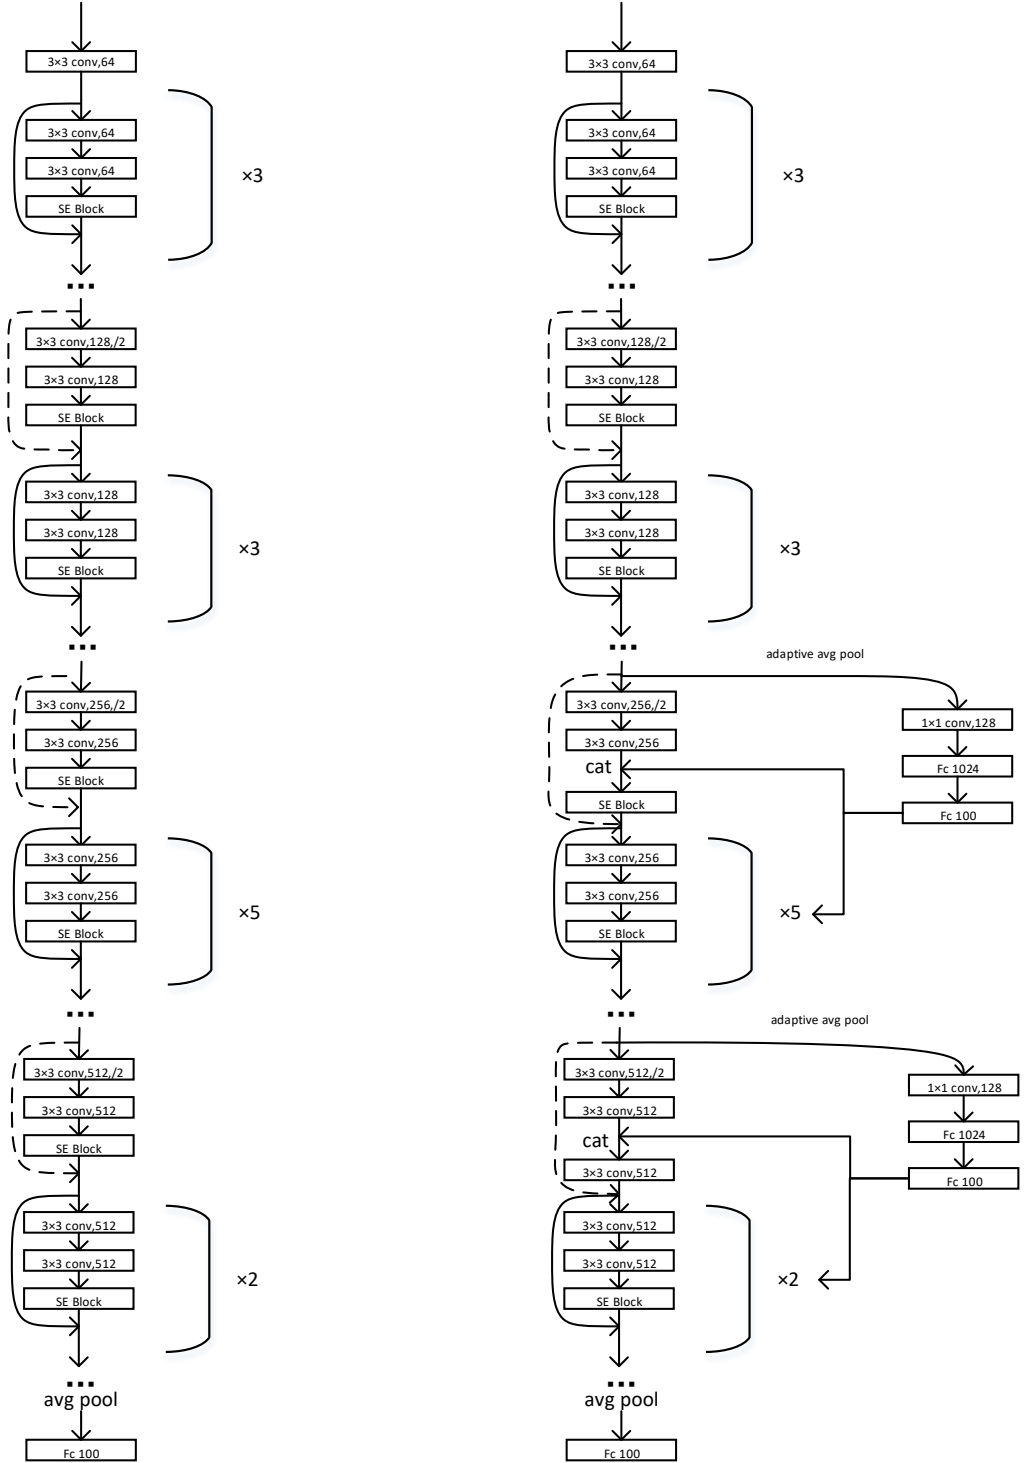 3×3 conv,64
3×3 conv,64
3×3 conv,64
SE Block
×3
...
3×3 conv,128,/2
3×3 conv,128
SE Block
3×3 conv,128
3×3 conv,128
SE Block
×3
...
3×3 conv,256,/2
3×3 conv,256
SE Block
3×3 conv,256
3×3 conv,256
SE Block
×5
...
3×3 conv,512,/2
3×3 conv,512
SE Block
3×3 conv,512
3×3 conv,512
SE Block
×2
...
avg pool
Fc 100
3×3 conv,64
3×3 conv,64
3×3 conv,64
SE Block
×3
...
3×3 conv,128,/2
3×3 conv,128
SE Block
3×3 conv,128
3×3 conv,128
SE Block
×3
...
adaptive avg pool
3×3 conv,256,/2
3×3 conv,256
cat
SE Block
1×1 conv,128
Fc 1024
Fc 100
3×3 conv,256
3×3 conv,256
SE Block
×5
...
adaptive avg pool
3×3 conv,512,/2
3×3 conv,512
cat
3×3 conv,512
1×1 conv,128
Fc 1024
Fc 100
3×3 conv,512
3×3 conv,512
SE Block
×2
...
avg pool
Fc 100